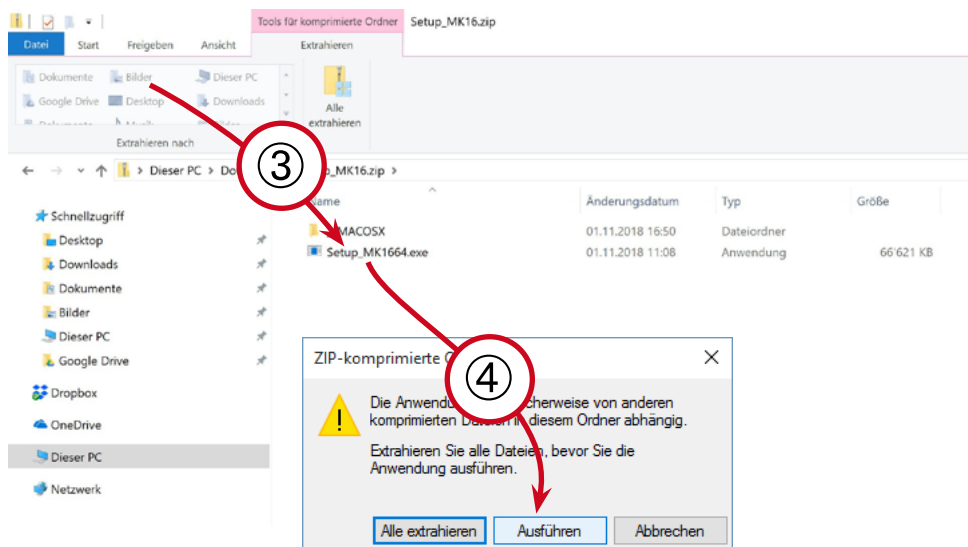 Tools für komprimierte Ordner Setup_MK16.zip
Datei Start Freigeben Ansicht Extrahieren
Dokumente Bilder Dieser PC
Google Drive Desktop Downloads
Alle
extrahieren
Extrahieren nach
③
Dieser PC > Do _MK16.zip >
Name Änderungsdatum Typ Größe
MACOSX 01.11.2018 16:50 Dateiordner
Setup_MK1664.exe 01.11.2018 11:08 Anwendung 66'621 KB
Schnellzugriff
Desktop
Downloads
Dokumente
Bilder
Dieser PC
Google Drive
Dropbox
OneDrive
Dieser PC
Netzwerk
ZIP-komprimierte
④
Die Anwendu cherweise von anderen
komprimierten Dateien in diesem Ordner abhängig.
Extrahieren Sie alle Dateien, bevor Sie die
Anwendung ausführen.
Alle extrahieren Ausführen Abbrechen